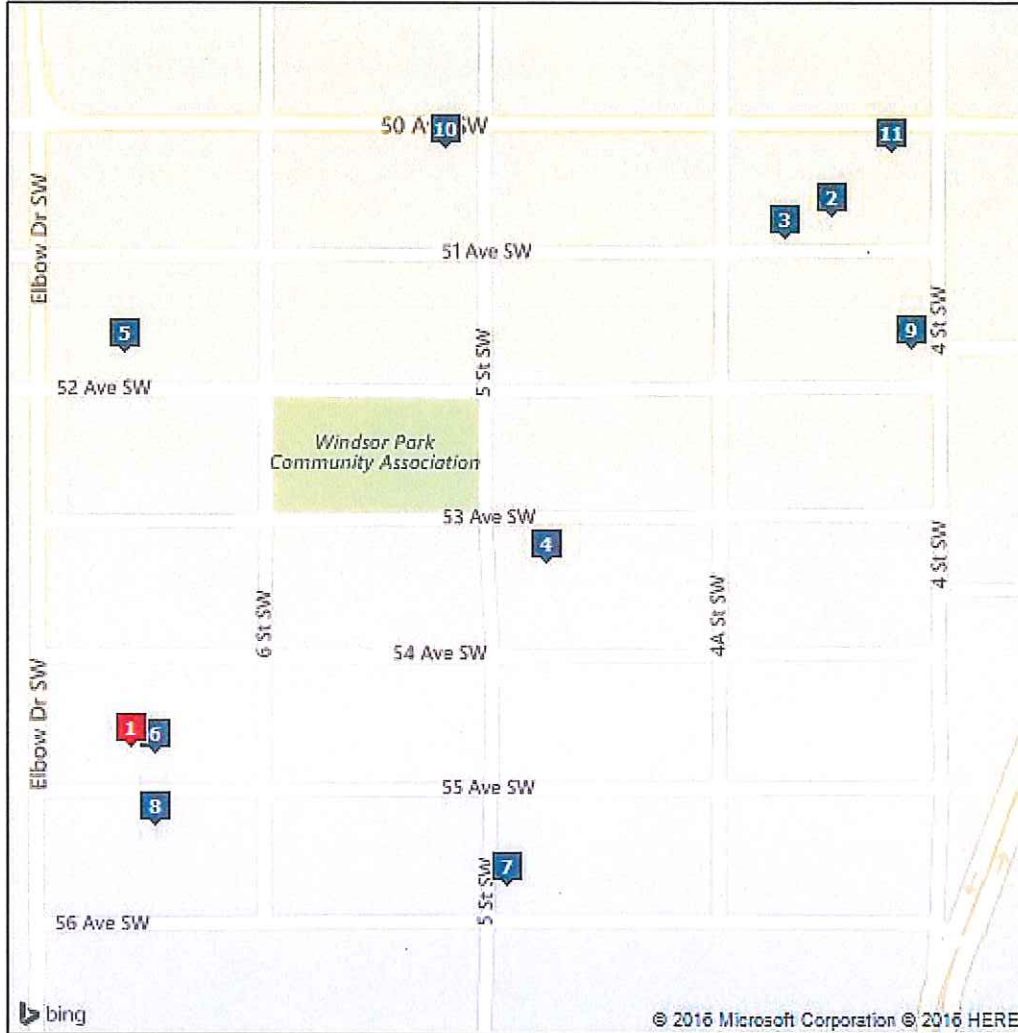 50 Av SW
10
11
2
3
51 Ave SW
Elbow Dr SW
5
9
4 St SW
5 St SW
52 Ave SW
Windsor Park
Community Association
53 Ave SW
4
4 St SW
6 St SW
4A St SW
54 Ave SW
Elbow Dr SW
1
6
55 Ave SW
8
7
5 St SW
56 Ave SW
bing
© 2016 Microsoft Corporation © 2016 HERE